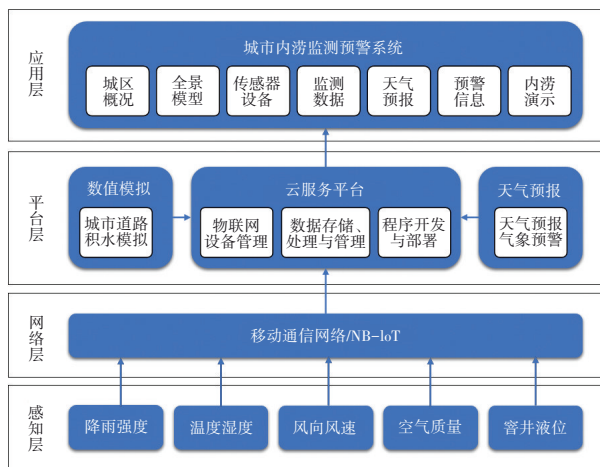 应用层
城市内涝监测预警系统
城区
概况
全景
模型
传感器
设备
监测
数据
天气
预报
预警
信息
内涝
演示
平台层
数值模拟
城市道路
积水模拟
云服务平台
物联网
设备管理
数据存储、
处理与管理
程序开发
与部署
天气预报
天气预报
气象预警
网络层
移动通信网络/NB-IoT
感知层
降雨强度
温度湿度
风向风速
空气质量
窨井液位